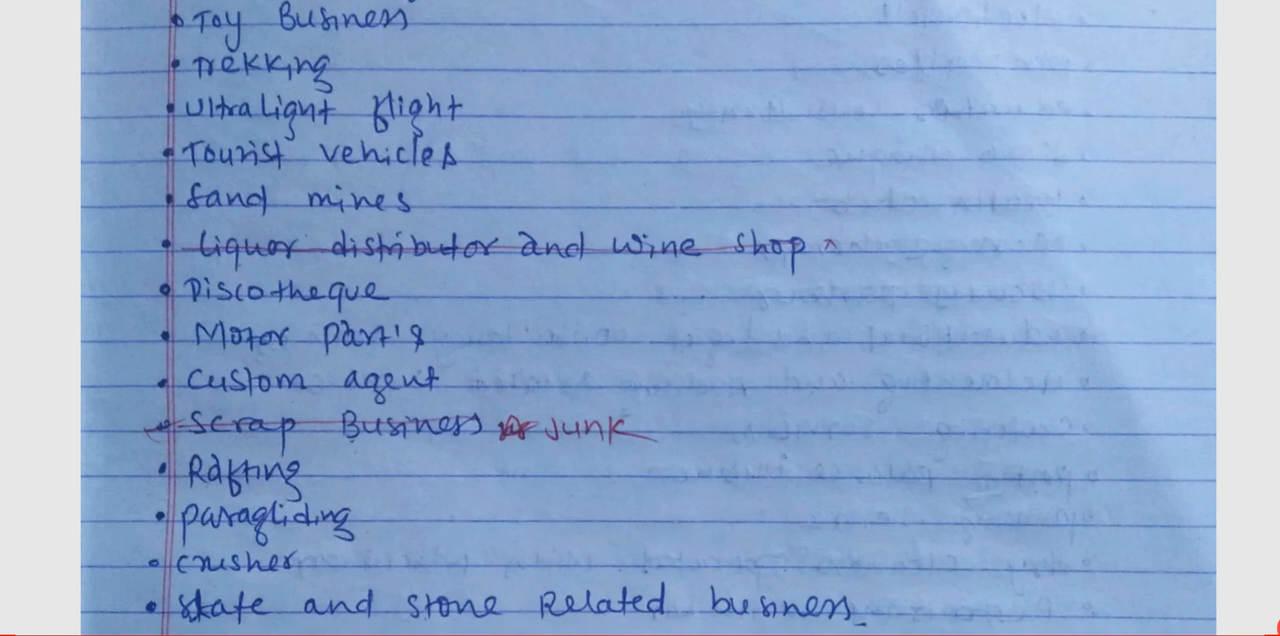 • Toy Business
• Trekking
• Ultralight flight
• Tourist vehicles
• Sand mines
• liquor distributor and wine shop ×
• Discotheque
• Motor Part's
• Custom agent
• Scrap Business Junk
• Rafting
• paragliding
• crusher
• Skate and stone Related business